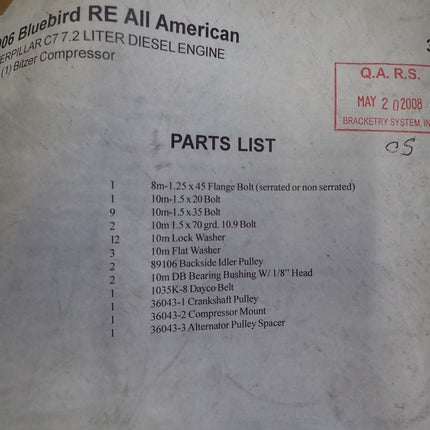 06 Bluebird RE All American
ERPILLAR C7 7.2 LITER DIESEL ENGINE
(1) Bitzer Compressor
Q.A. R.S.
MAY 20 2008
BRACKETRY SYSTEM, IN
CS
PARTS LIST
1 8m-1.25 x 45 Flange Bolt (serrated or non serrated)
1 10m-1.5 x 20 Bolt
9 10m-1.5 x 35 Bolt
2 10m 1.5 x 70 grd. 10.9 Bolt
12 10m Lock Washer
3 10m Flat Washer
2 89106 Backside Idler Pulley
2 10m DB Bearing Bushing W/ 1/8" Head
1 1035K-8 Dayco Belt
1 36043-1 Crankshaft Pulley
1 36043-2 Compressor Mount
1 36043-3 Alternator Pulley Spacer